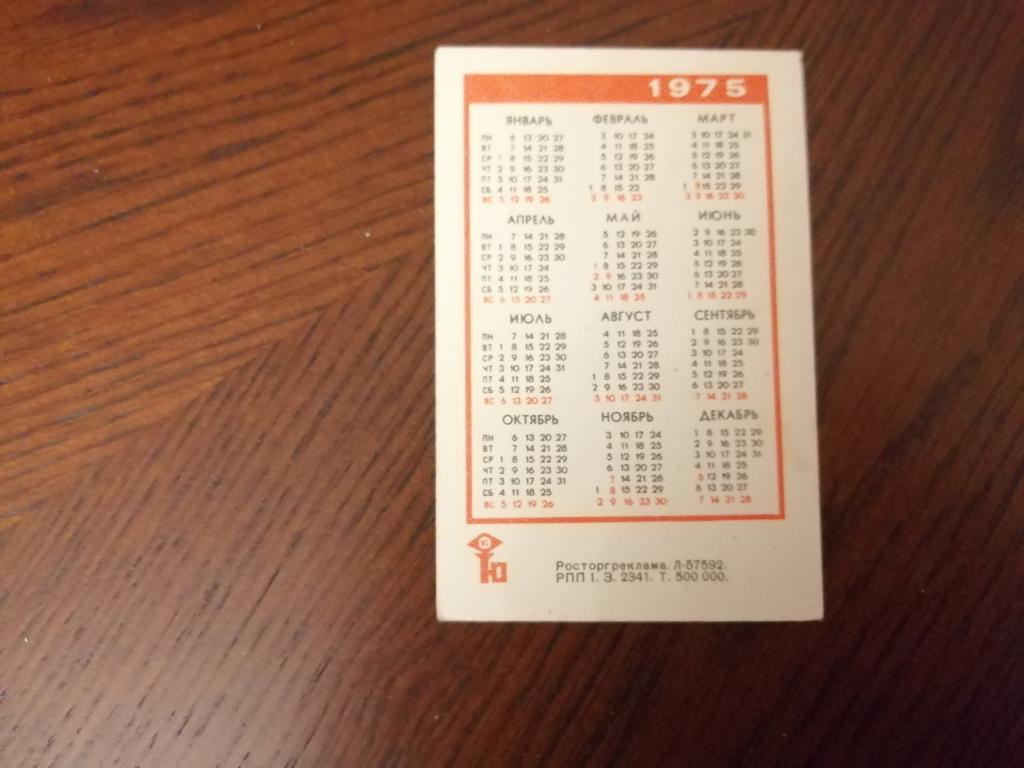 1975
ЯНВАРЬ ФЕВРАЛЬ МАРТ
ПН 6 13 20 27 3 10 17 24 3 10 17 24 31
ВТ 7 14 21 28 4 11 18 25 4 11 18 25
СР 1 8 15 22 29 5 12 19 26 5 12 19 26
ЧТ 2 9 16 23 30 6 13 20 27 6 13 20 27
ПТ 3 10 17 24 31 7 14 21 28 7 14 21 28
СБ 4 11 18 25 1 8 15 22 1 8 15 22 29
ВС 5 12 19 26 2 9 16 23 2 9 16 23 30
АПРЕЛЬ МАЙ ИЮНЬ
ПН 7 14 21 28 5 12 19 26 2 9 16 23 30
ВТ 1 8 15 22 29 6 13 20 27 3 10 17 24
СР 2 9 16 23 30 7 14 21 28 4 11 18 25
ЧТ 3 10 17 24 1 8 15 22 29 5 12 19 26
ПТ 4 11 18 25 2 9 16 23 30 6 13 20 27
СБ 5 12 19 26 3 10 17 24 31 7 14 21 28
ВС 6 13 20 27 4 11 18 25 1 8 15 22 29
ИЮЛЬ АВГУСТ СЕНТЯБРЬ
ПН 7 14 21 28 4 11 18 25 1 8 15 22 29
ВТ 1 8 15 22 29 5 12 19 26 2 9 16 23 30
СР 2 9 16 23 30 6 13 20 27 3 10 17 24
ЧТ 3 10 17 24 31 7 14 21 28 4 11 18 25
ПТ 4 11 18 25 1 8 15 22 29 5 12 19 26
СБ 5 12 19 26 2 9 16 23 30 6 13 20 27
ВС 6 13 20 27 3 10 17 24 31 7 14 21 28
ОКТЯБРЬ НОЯБРЬ ДЕКАБРЬ
ПН 6 13 20 27 3 10 17 24 1 8 15 22 29
ВТ 7 14 21 28 4 11 18 25 2 9 16 23 30
СР 1 8 15 22 29 5 12 19 26 3 10 17 24 31
ЧТ 2 9 16 23 30 6 13 20 27 4 11 18 25
ПТ 3 10 17 24 31 7 14 21 28 5 12 19 26
СБ 4 11 18 25 1 8 15 22 29 6 13 20 27
ВС 5 12 19 26 2 9 16 23 30 7 14 21 28
Росторгреклама. Л-57592.
РПП 1. З. 2341. Т. 500 000.